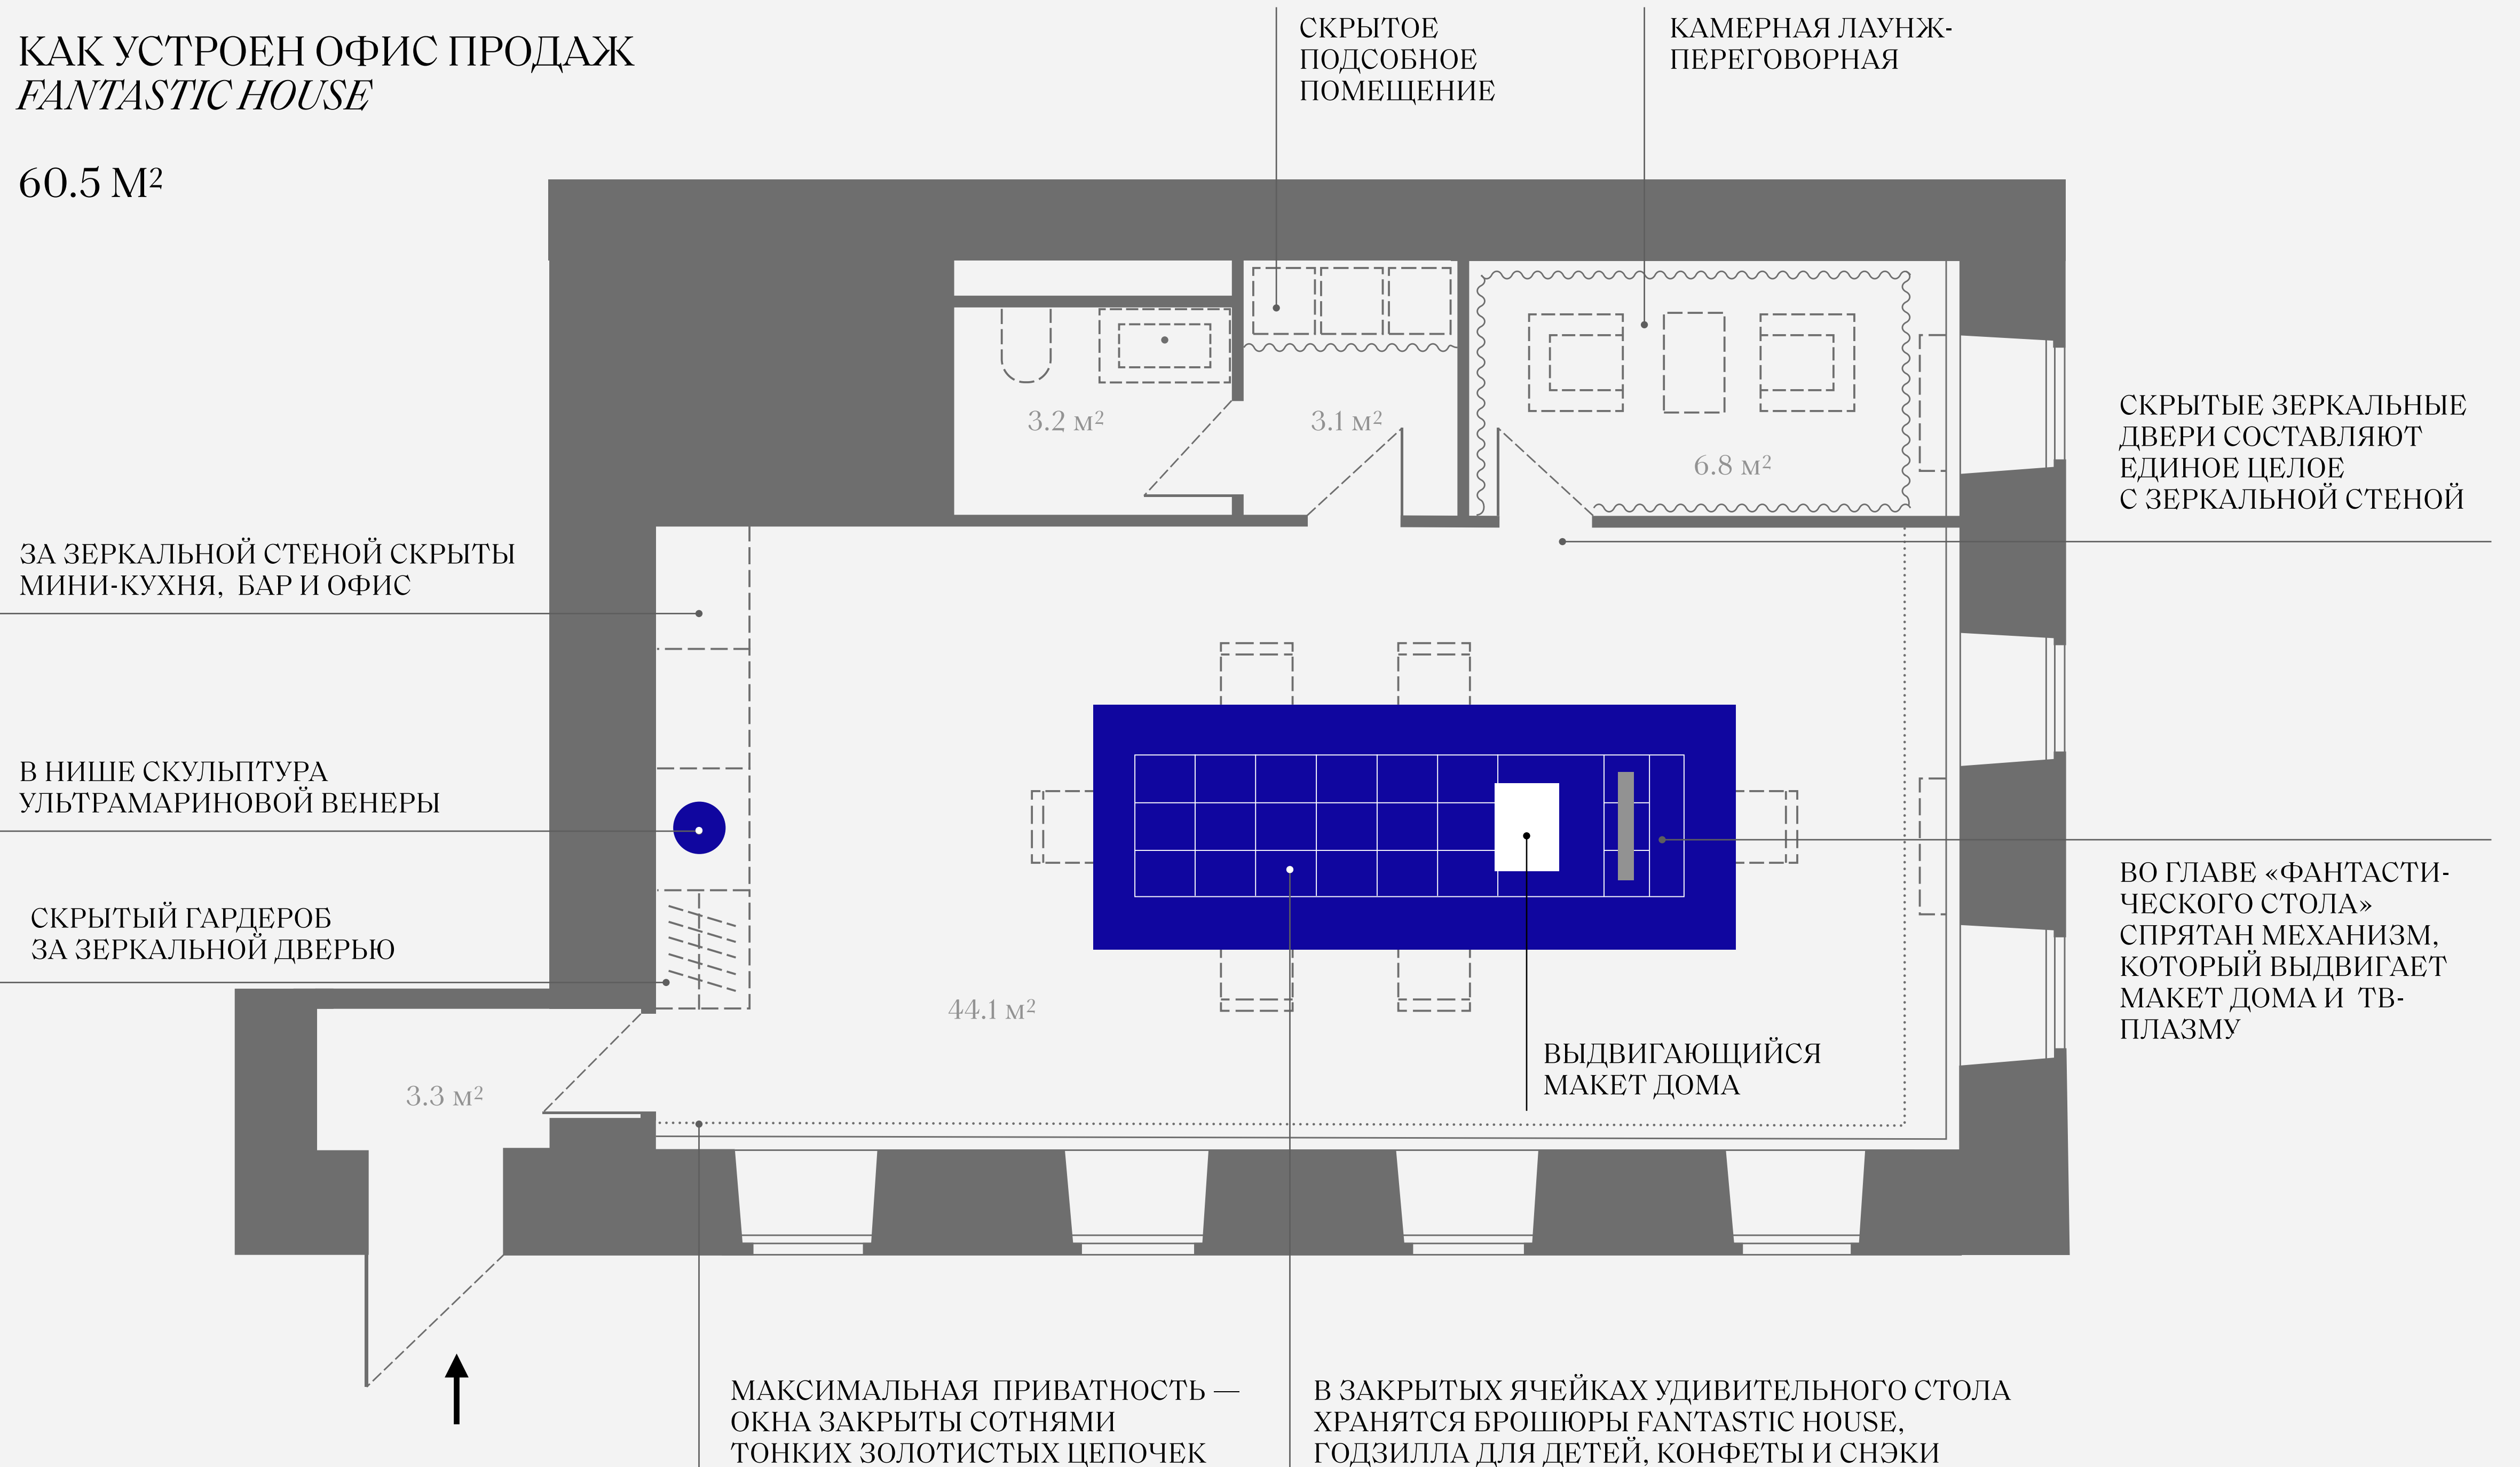 КАК УСТРОЕН ОФИС ПРОДАЖ
FANTASTIC HOUSE
60.5 М²
СКРЫТОЕ
ПОДСОБНОЕ
ПОМЕЩЕНИЕ
КАМЕРНАЯ ЛАУНЖ-
ПЕРЕГОВОРНАЯ
3.2 м²
3.1 м²
6.8 м²
СКРЫТЫЕ ЗЕРКАЛЬНЫЕ
ДВЕРИ СОСТАВЛЯЮТ
ЕДИНОЕ ЦЕЛОЕ
С ЗЕРКАЛЬНОЙ СТЕНОЙ
ЗА ЗЕРКАЛЬНОЙ СТЕНОЙ СКРЫТЫ
МИНИ-КУХНЯ, БАР И ОФИС
В НИШЕ СКУЛЬПТУРА
УЛЬТРАМАРИНОВОЙ ВЕНЕРЫ
СКРЫТЫЙ ГАРДЕРОБ
ЗА ЗЕРКАЛЬНОЙ ДВЕРЬЮ
ВО ГЛАВЕ «ФАНТАСТИ-
ЧЕСКОГО СТОЛА»
СПРЯТАН МЕХАНИЗМ,
КОТОРЫЙ ВЫДВИГАЕТ
МАКЕТ ДОМА И ТВ-
ПЛАЗМУ
44.1 м²
ВЫДВИГАЮЩИЙСЯ
МАКЕТ ДОМА
3.3 м²
МАКСИМАЛЬНАЯ ПРИВАТНОСТЬ —
ОКНА ЗАКРЫТЫ СОТНЯМИ
ТОНКИХ ЗОЛОТИСТЫХ ЦЕПОЧЕК
В ЗАКРЫТЫХ ЯЧЕЙКАХ УДИВИТЕЛЬНОГО СТОЛА
ХРАНЯТСЯ БРОШЮРЫ FANTASTIC HOUSE,
ГОДЗИЛЛА ДЛЯ ДЕТЕЙ, КОНФЕТЫ И СНЭКИ